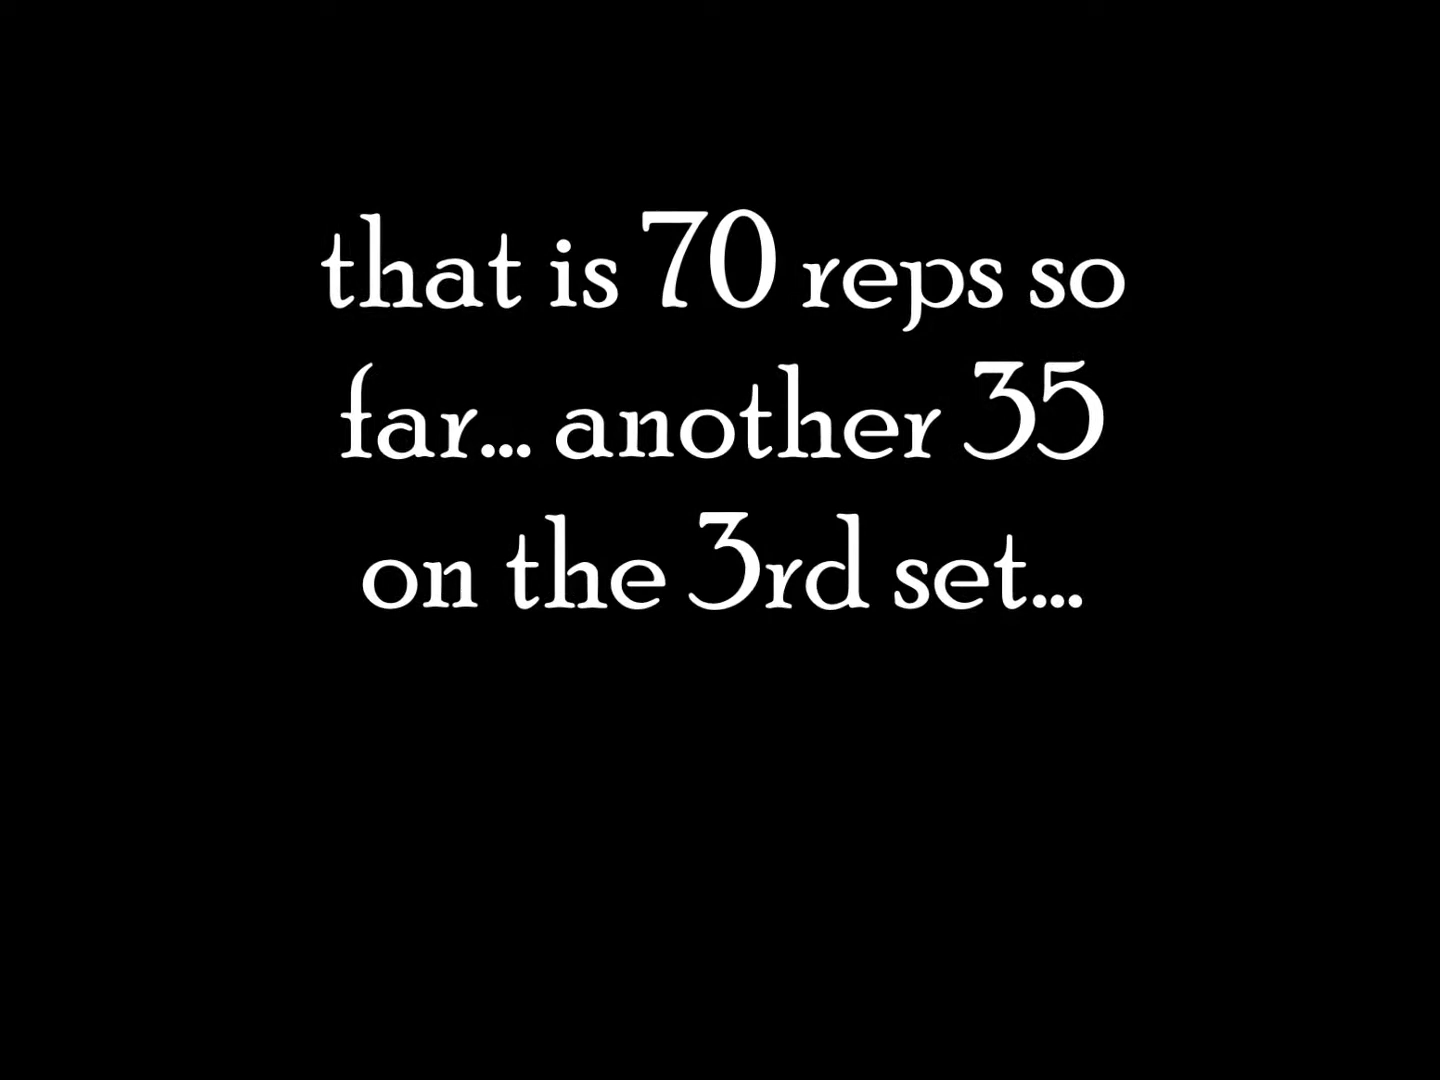 that is 70 reps so
far... another 35
on the 3rd set...